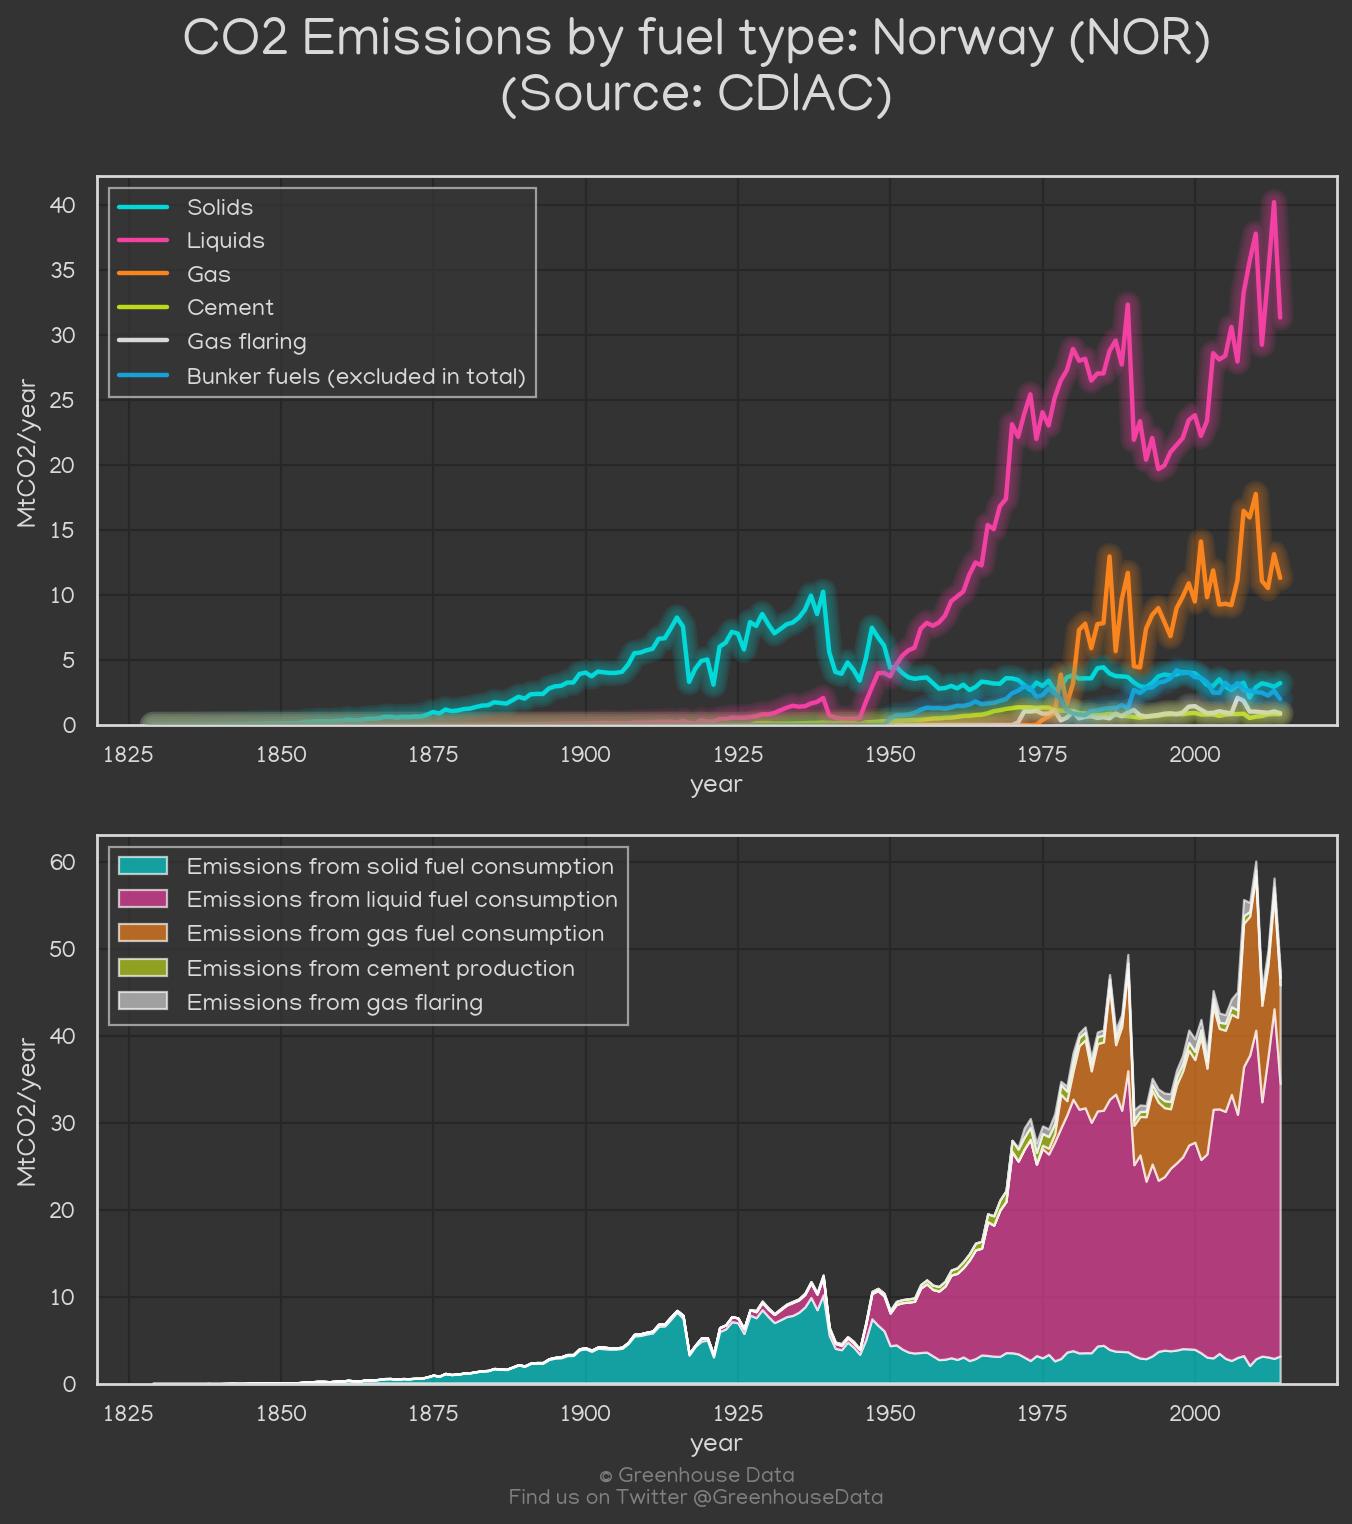 CO2 Emissions by fuel type: Norway (NOR)
(Source: CDIAC)
MtCO2/year
40
35
30
25
20
15
10
5
0
Solids
Liquids
Gas
Cement
Gas flaring
Bunker fuels (excluded in total)
1825 1850 1875 1900 1925 1950 1975 2000
year
MtCO2/year
60
50
40
30
20
10
0
Emissions from solid fuel consumption
Emissions from liquid fuel consumption
Emissions from gas fuel consumption
Emissions from cement production
Emissions from gas flaring
1825 1850 1875 1900 1925 1950 1975 2000
year
© Greenhouse Data
Find us on Twitter @GreenhouseData